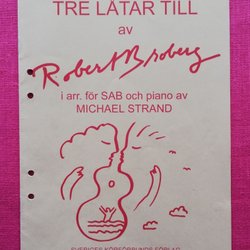 TRE LÅTAR TILL
av
Robert Broberg
i arr. för SAB och piano av
MICHAEL STRAND
SVERIGES KÖRFÖRBUNDS FÖRLAG